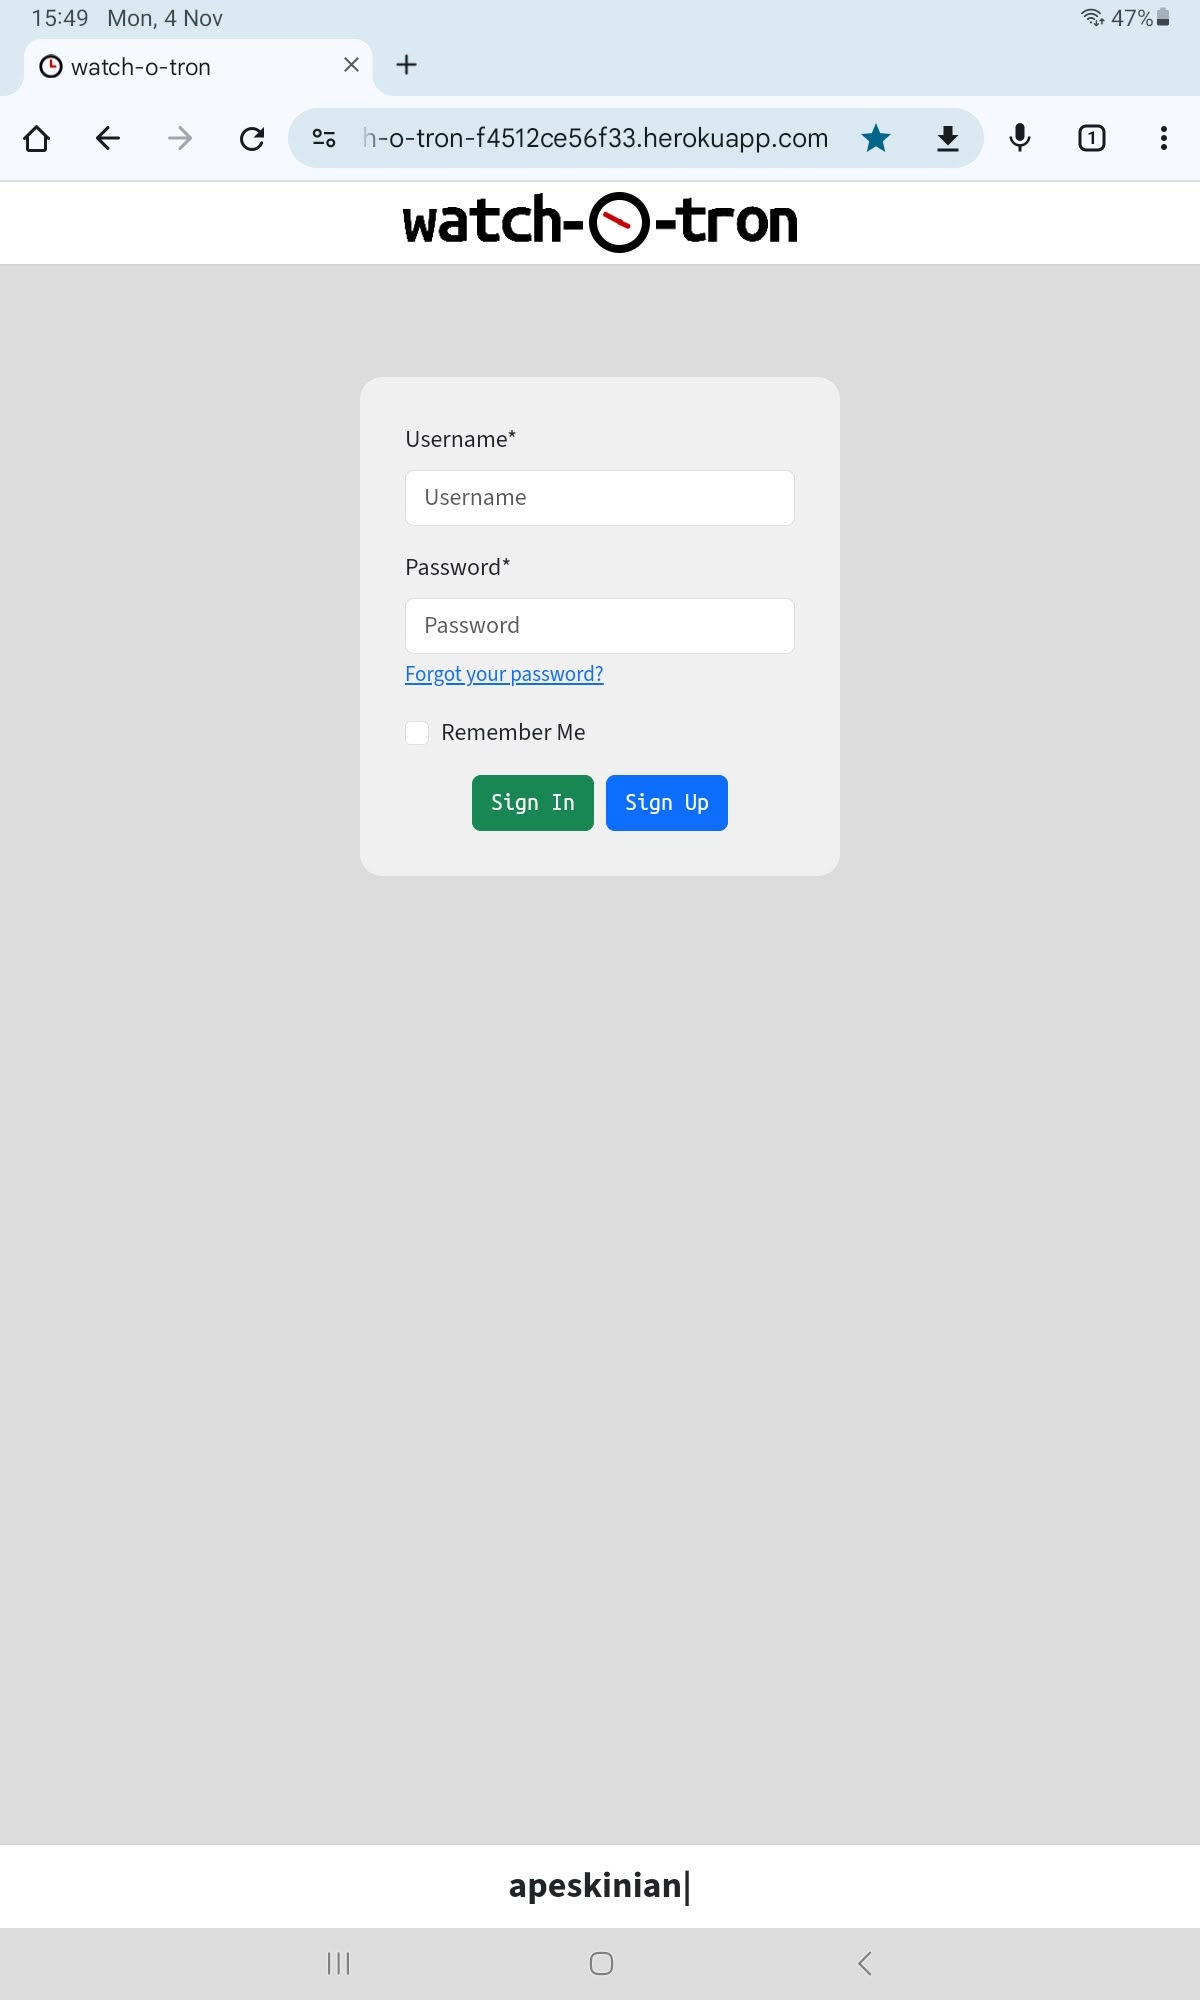 15:49 Mon, 4 Nov 47%
watch-o-tron
h-o-tron-f4512ce56f33.herokuapp.com 1
watch-o-tron
Username*
Username
Password*
Password
Forgot your password?
Remember Me
Sign In Sign Up
apeskinian|